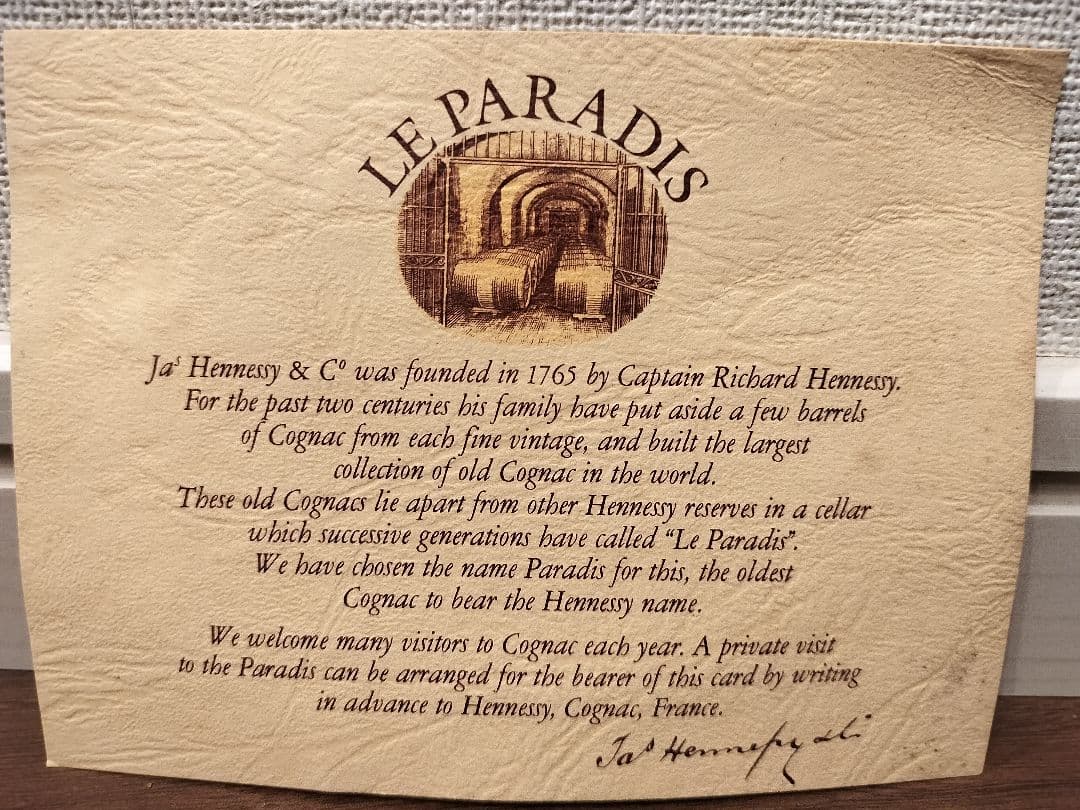 LE PARADIS
Jaˢ Hennessy & Cº was founded in 1765 by Captain Richard Hennessy.
For the past two centuries his family have put aside a few barrels
of Cognac from each fine vintage, and built the largest
collection of old Cognac in the world.
These old Cognacs lie apart from other Hennessy reserves in a cellar
which successive generations have called “Le Paradis”.
We have chosen the name Paradis for this, the oldest
Cognac to bear the Hennessy name.
We welcome many visitors to Cognac each year. A private visit
to the Paradis can be arranged for the bearer of this card by writing
in advance to Hennessy, Cognac, France.
Jaˢ Hennessy